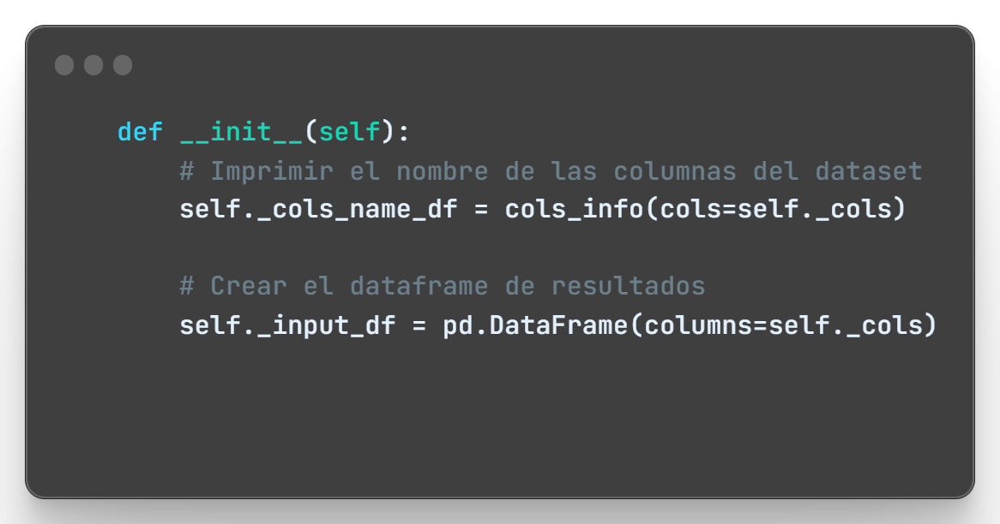 def __init__(self):
# Imprimir el nombre de las columnas del dataset
self._cols_name_df = cols_info(cols=self._cols)
# Crear el dataframe de resultados
self._input_df = pd.DataFrame(columns=self._cols)